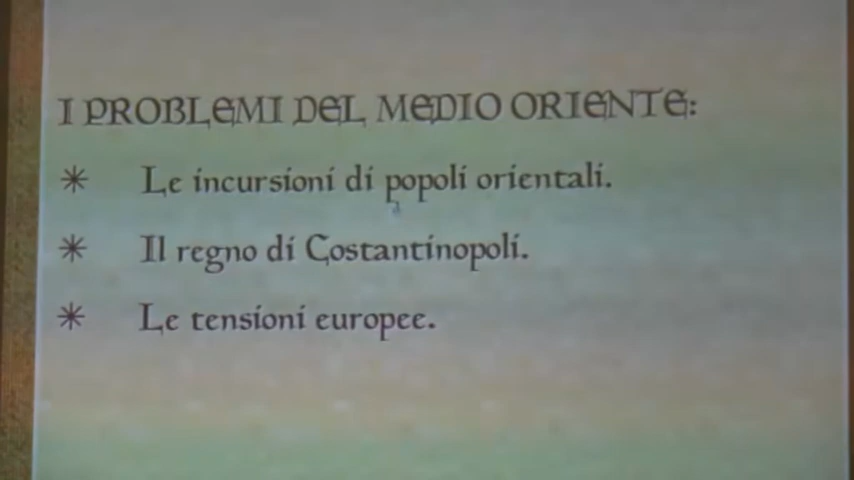 I PROBLEMI DEL MEDIO ORIENTE:
* Le incursioni di popoli orientali.
* Il regno di Costantinopoli.
* Le tensioni europee.